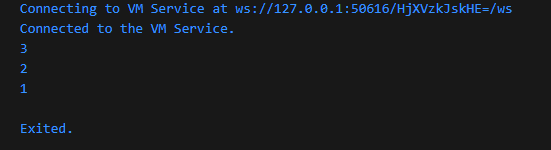 Connecting to VM Service at ws://127.0.0.1:50616/HjXVzkJskHE=/ws
Connected to the VM Service.
3
2
1
Exited.